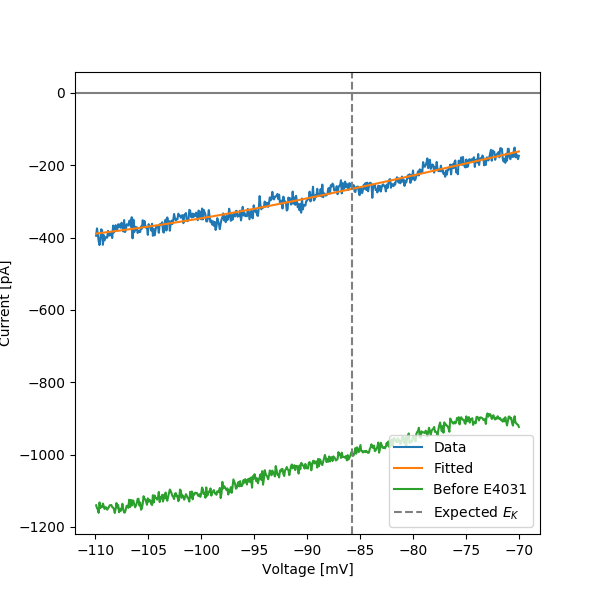 0
−200
−400
−600
−800
−1000
−1200
Current [pA]
−110
−105
−100
−95
−90
−85
−80
−75
−70
Voltage [mV]
Data
Fitted
Before E4031
Expected E_K